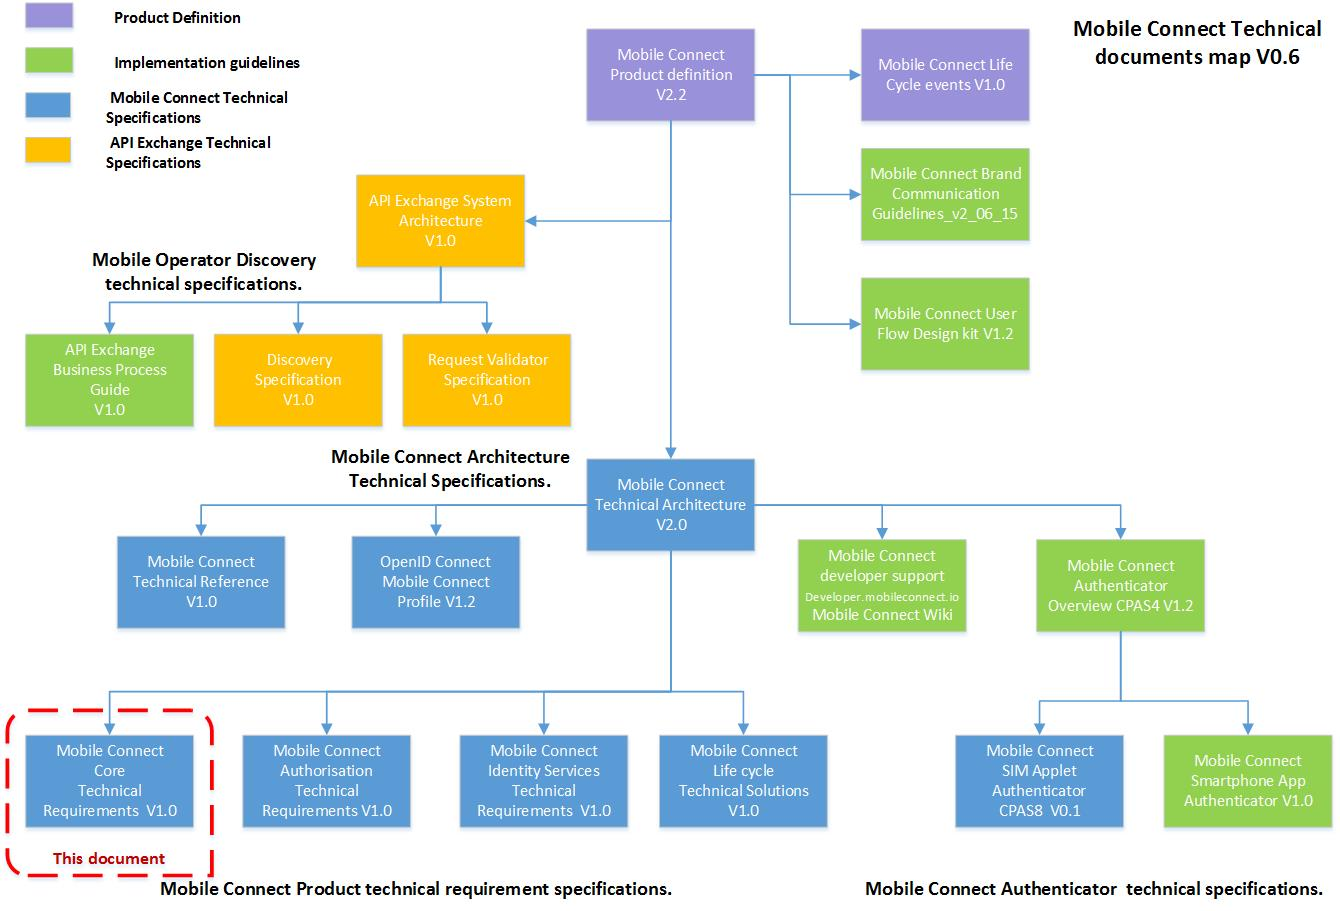 Product Definition
Implementation guidelines
Mobile Connect Technical
Specifications
API Exchange Technical
Specifications
Mobile Connect Technical
documents map V0.6
Mobile Connect
Product definition
V2.2
Mobile Connect Life
Cycle events V1.0
Mobile Connect Brand
Communication
Guidelines_v2_06_15
Mobile Connect User
Flow Design kit V1.2
API Exchange System
Architecture
V1.0
Mobile Operator Discovery
technical specifications.
API Exchange
Business Process
Guide
V1.0
Discovery
Specification
V1.0
Request Validator
Specification
V1.0
Mobile Connect Architecture
Technical Specifications.
Mobile Connect
Technical Architecture
V2.0
Mobile Connect
Technical Reference
V1.0
OpenID Connect
Mobile Connect
Profile V1.2
Mobile Connect
developer support
Developer.mobileconnect.io
Mobile Connect Wiki
Mobile Connect
Authenticator
Overview CPAS4 V1.2
Mobile Connect
Core
Technical
Requirements V1.0
This document
Mobile Connect
Authorisation
Technical
Requirements V1.0
Mobile Connect
Identity Services
Technical
Requirements V1.0
Mobile Connect
Life cycle
Technical Solutions
V1.0
Mobile Connect
SIM Applet
Authenticator
CPAS8 V0.1
Mobile Connect
Smartphone App
Authenticator V1.0
Mobile Connect Product technical requirement specifications.
Mobile Connect Authenticator technical specifications.